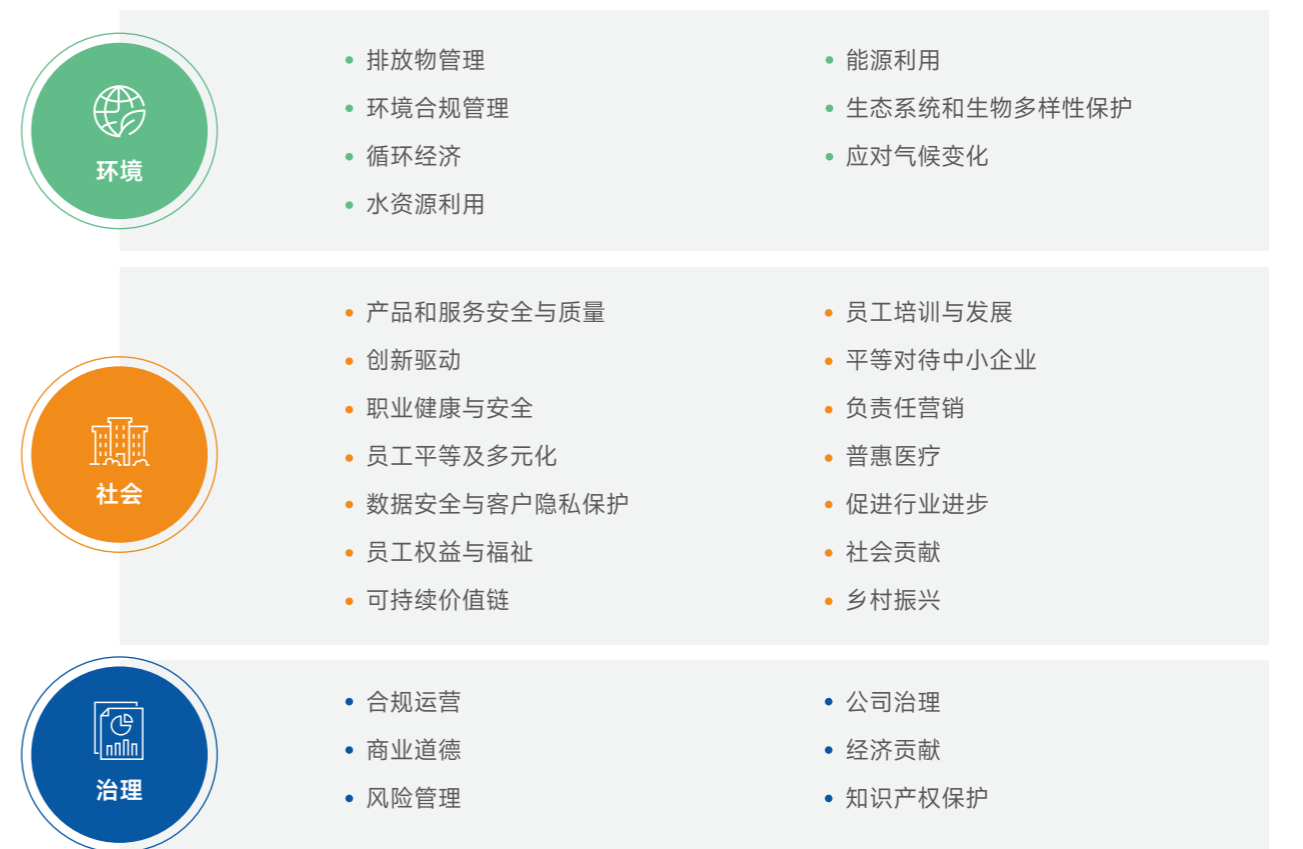 环境
排放物管理
环境合规管理
循环经济
水资源利用
能源利用
生态系统和生物多样性保护
应对气候变化
社会
产品和服务安全与质量
创新驱动
职业健康与安全
员工平等及多元化
数据安全与客户隐私保护
员工权益与福祉
可持续价值链
员工培训与发展
平等对待中小企业
负责任营销
普惠医疗
促进行业进步
社会贡献
乡村振兴
治理
合规运营
商业道德
风险管理
公司治理
经济贡献
知识产权保护